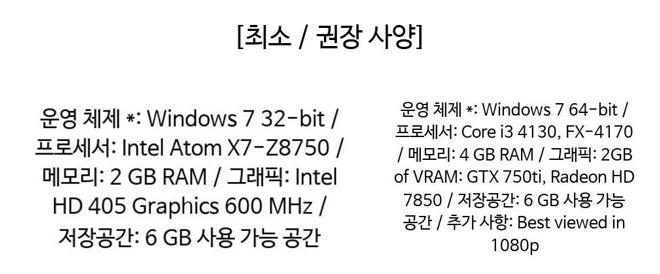 [최소 / 권장 사양]
운영 체제 *: Windows 7 32-bit /
프로세서: Intel Atom X7-Z8750 /
메모리: 2 GB RAM / 그래픽: Intel
HD 405 Graphics 600 MHz /
저장공간: 6 GB 사용 가능 공간
운영 체제 *: Windows 7 64-bit /
프로세서: Core i3 4130, FX-4170
/ 메모리: 4 GB RAM / 그래픽: 2GB
of VRAM: GTX 750ti, Radeon HD
7850 / 저장공간: 6 GB 사용 가능
공간 / 추가 사항: Best viewed in
1080p